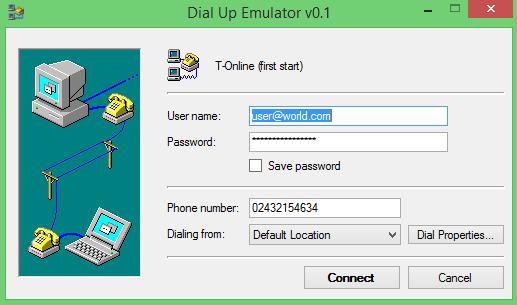 Dial Up Emulator v0.1
T-Online (first start)
User name: user@world.com
Password: ***************
Save password
Phone number: 02432154634
Dialing from: Default Location
Dial Properties...
Connect
Cancel